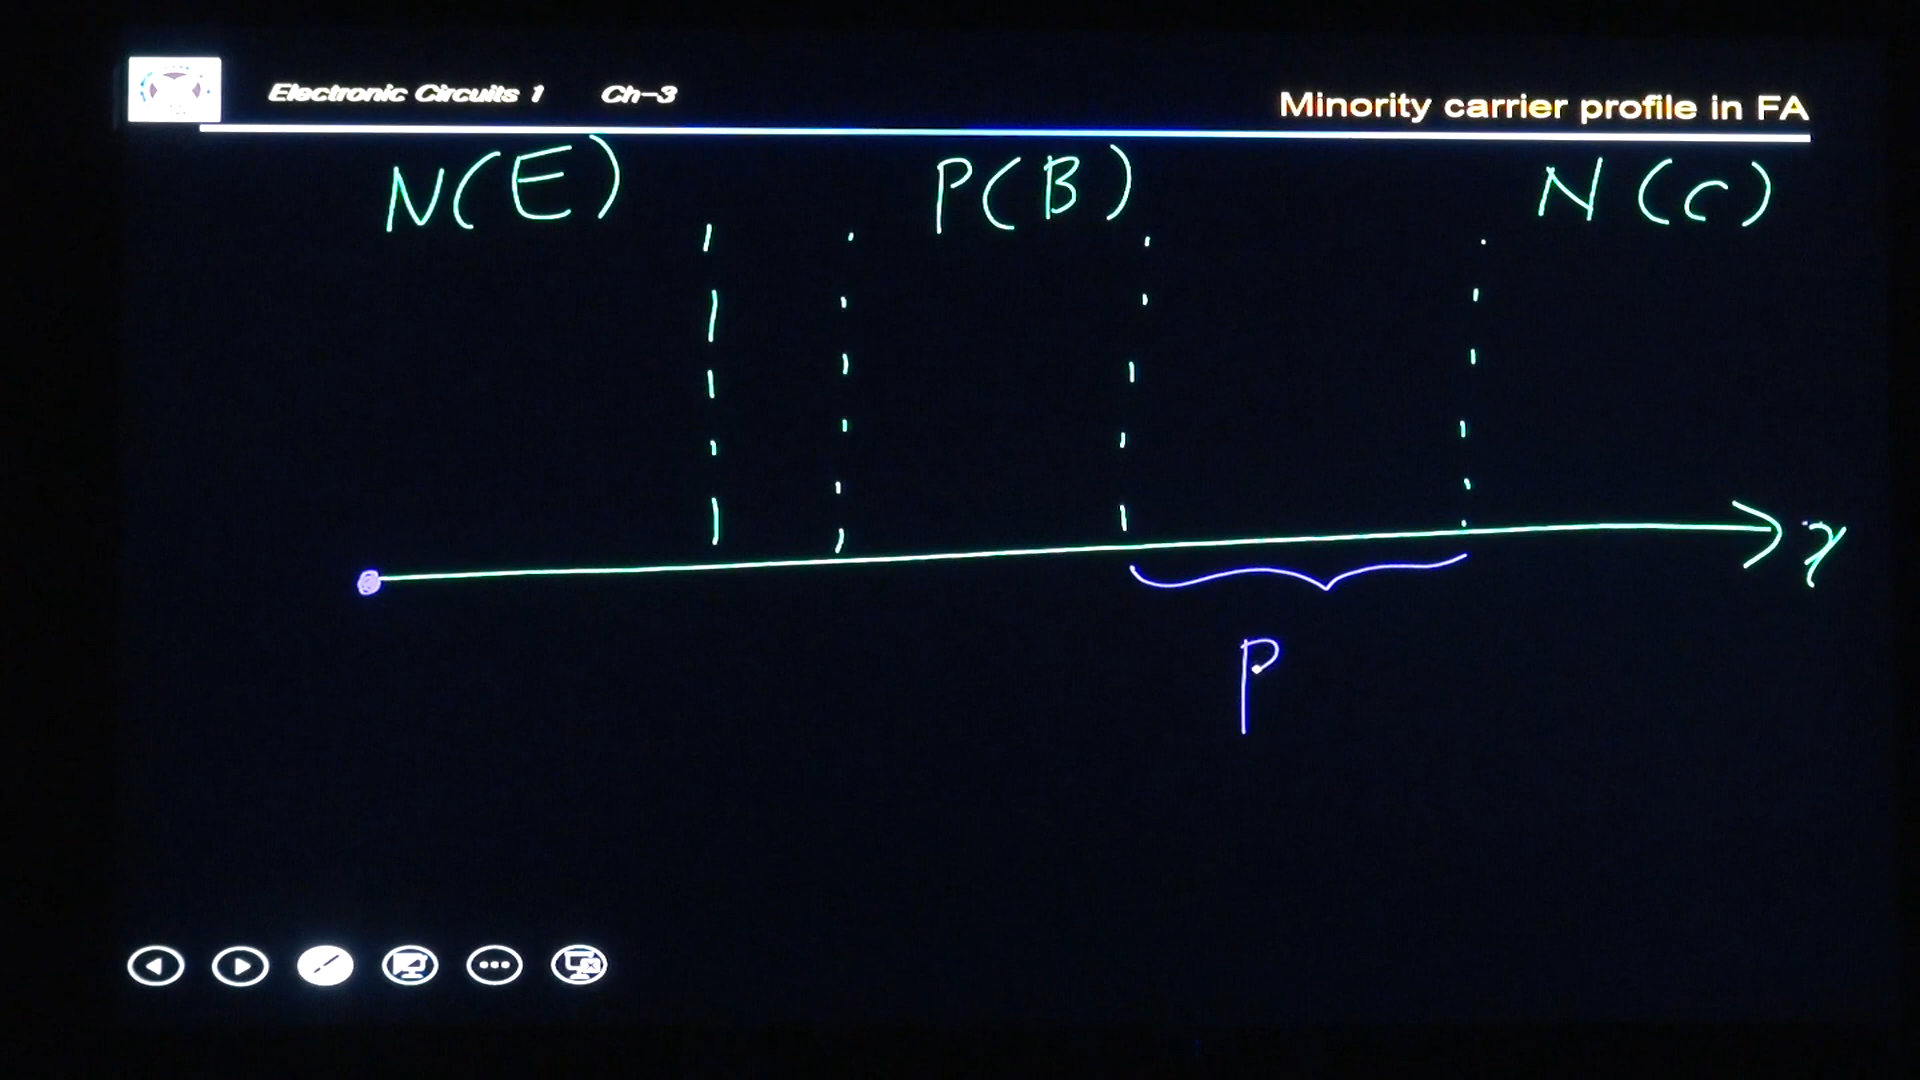 Electronic Circuits 1 Ch-3
Minority carrier profile in FA
N(E) P(B) N(C)
x
P